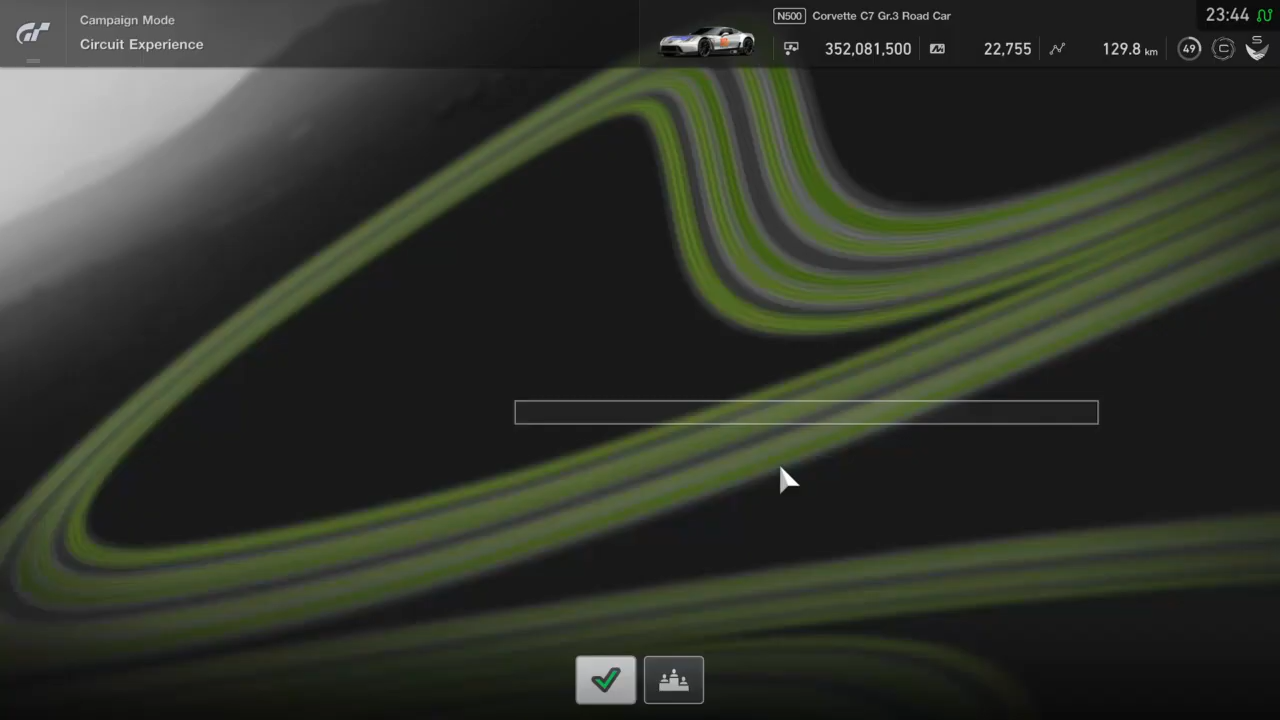 Campaign Mode
Circuit Experience
N500 Corvette C7 Gr.3 Road Car
23:44
352,081,500 22,755 129.8 km 49 C S